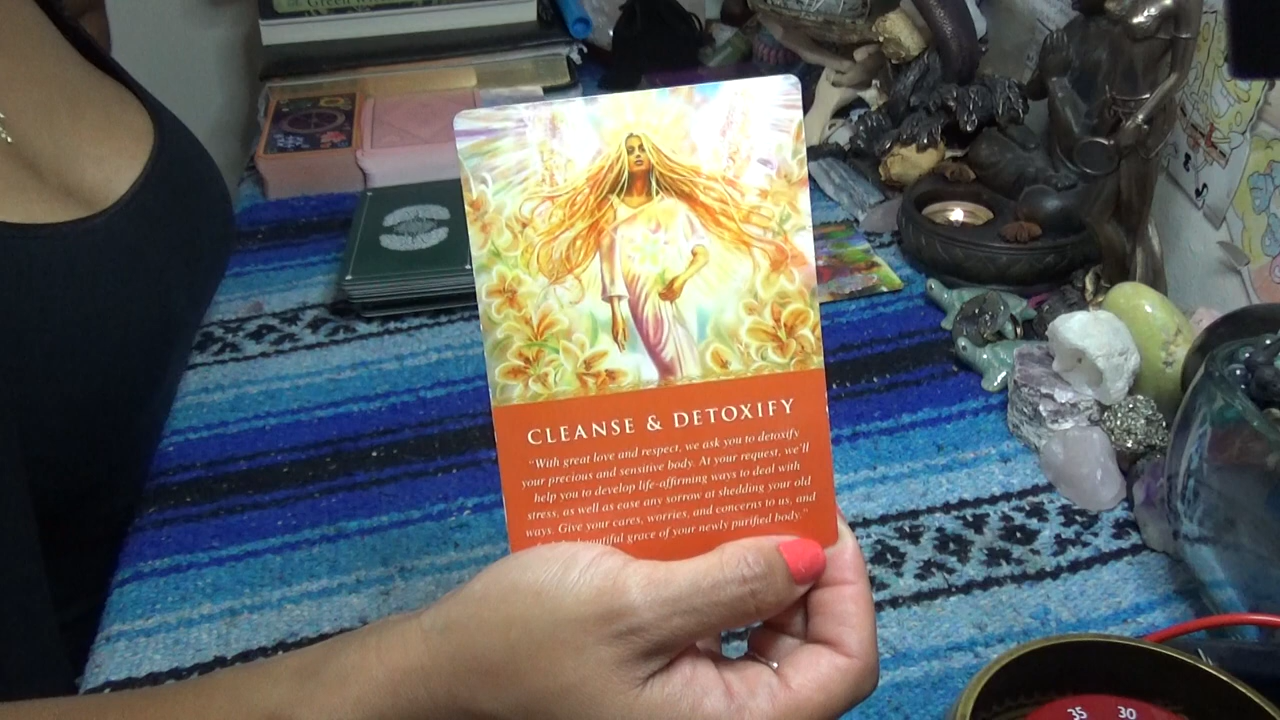 CLEANSE & DETOXIFY
"With great love and respect, we ask you to detoxify
your precious and sensitive body. At your request, we'll
help you to develop life-affirming ways to deal with
stress, as well as ease any sorrow at shedding your old
ways. Give your cares, worries, and concerns to us, and
beautiful grace of your newly purified body."
35 30